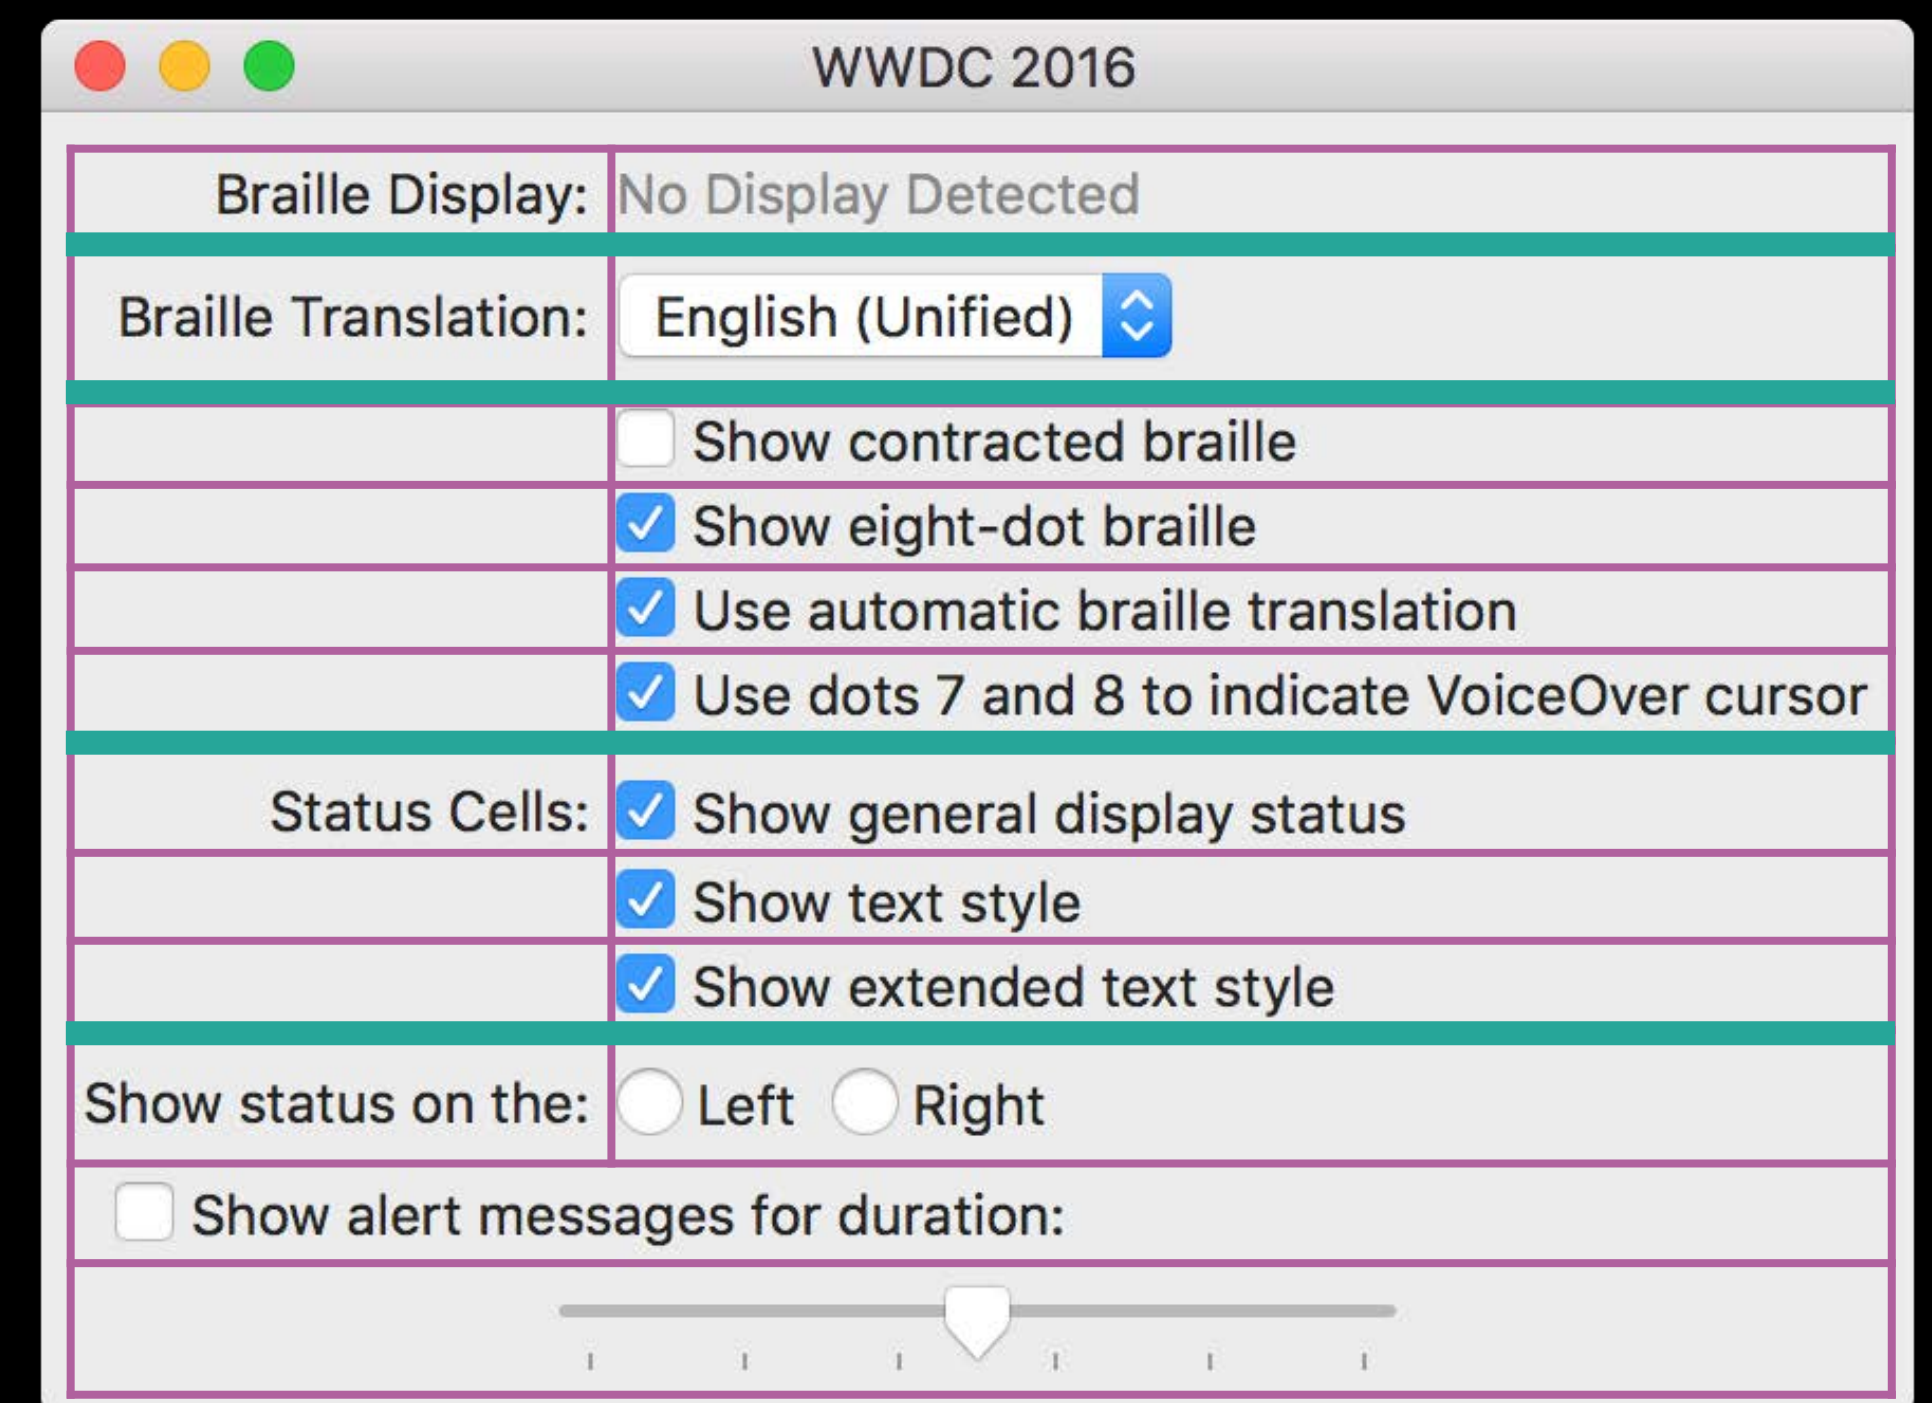 WWDC 2016
Braille Display: No Display Detected
Braille Translation: English (Unified)
Show contracted braille
Show eight-dot braille
Use automatic braille translation
Use dots 7 and 8 to indicate VoiceOver cursor
Status Cells: Show general display status
Show text style
Show extended text style
Show status on the: Left Right
Show alert messages for duration: